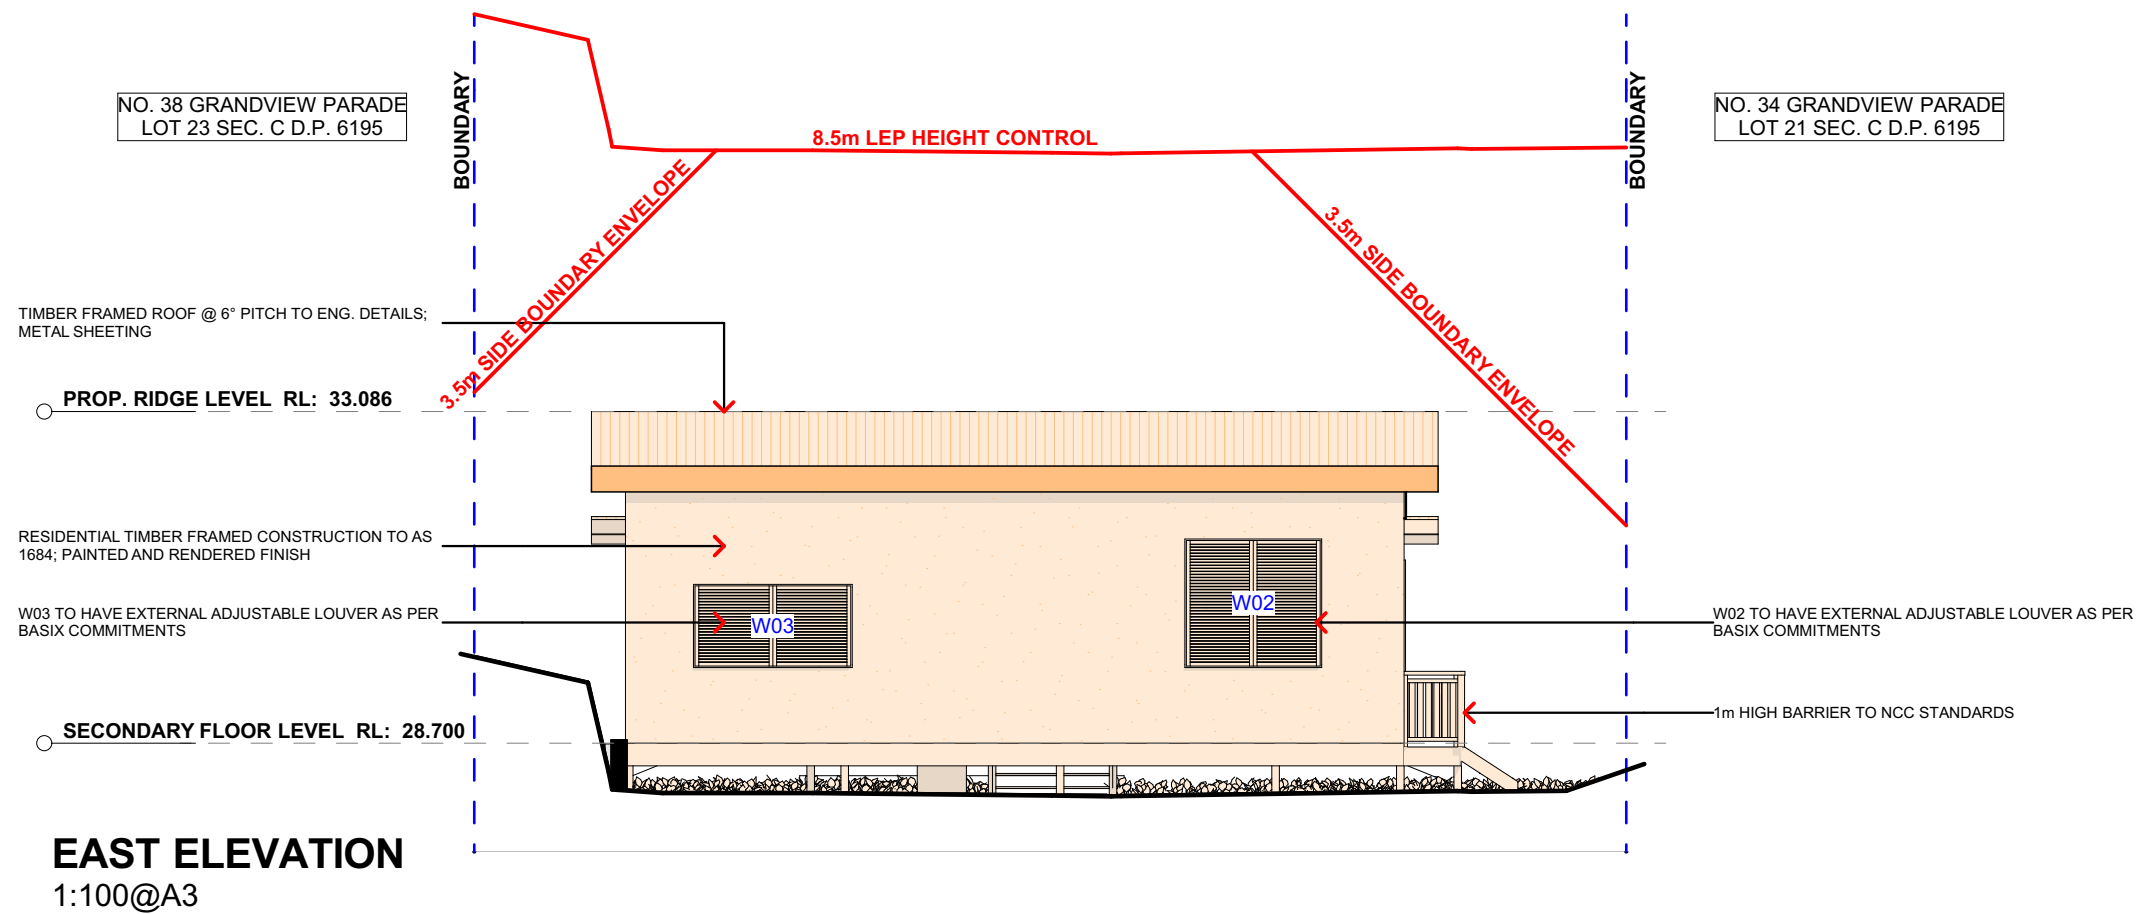 NO. 38 GRANDVIEW PARADE
LOT 23 SEC. C D.P. 6195
BOUNDARY
8.5m LEP HEIGHT CONTROL
BOUNDARY
NO. 34 GRANDVIEW PARADE
LOT 21 SEC. C D.P. 6195
3.5m SIDE BOUNDARY ENVELOPE
3.5m SIDE BOUNDARY ENVELOPE
TIMBER FRAMED ROOF @ 6° PITCH TO ENG. DETAILS;
METAL SHEETING
PROP. RIDGE LEVEL RL: 33.086
RESIDENTIAL TIMBER FRAMED CONSTRUCTION TO AS
1684; PAINTED AND RENDERED FINISH
W03 TO HAVE EXTERNAL ADJUSTABLE LOUVER AS PER
BASIX COMMITMENTS
W03
W02
W02 TO HAVE EXTERNAL ADJUSTABLE LOUVER AS PER
BASIX COMMITMENTS
1m HIGH BARRIER TO NCC STANDARDS
SECONDARY FLOOR LEVEL RL: 28.700
EAST ELEVATION
1:100@A3